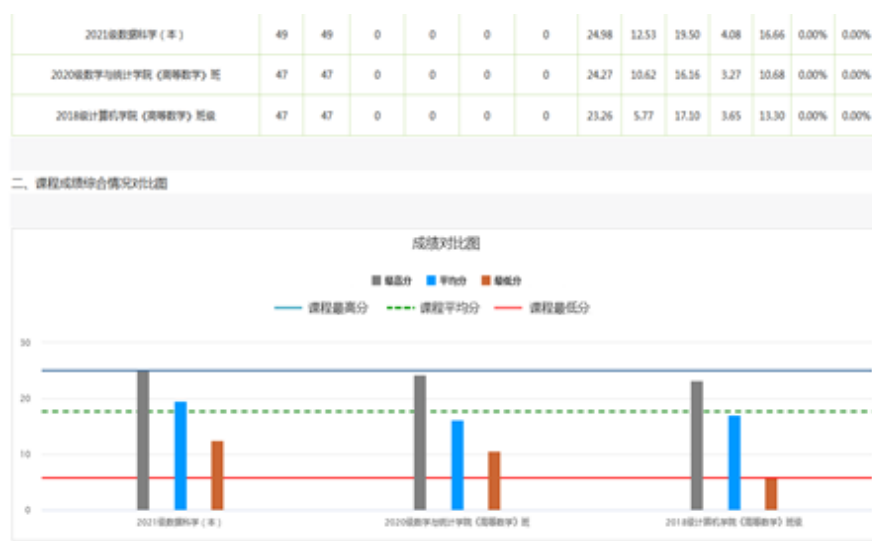 2021级数据科学（本） 49 49 0 0 0 0 24.98 12.53 19.50 4.08 16.66 0.00% 0.00%
2020级数学与统计学院《高等数学》班 47 47 0 0 0 0 24.27 10.62 16.16 3.27 10.68 0.00% 0.00%
2018级计算机学院《高等数学》班级 47 47 0 0 0 0 23.26 5.77 17.10 3.65 13.30 0.00% 0.00%
二、课程成绩综合情况对比图
成绩对比图
最高分 平均分 最低分
课程最高分 课程平均分 课程最低分
30
20
10
0
2021级数据科学（本） 2020级数学与统计学院《高等数学》班 2018级计算机学院《高等数学》班级